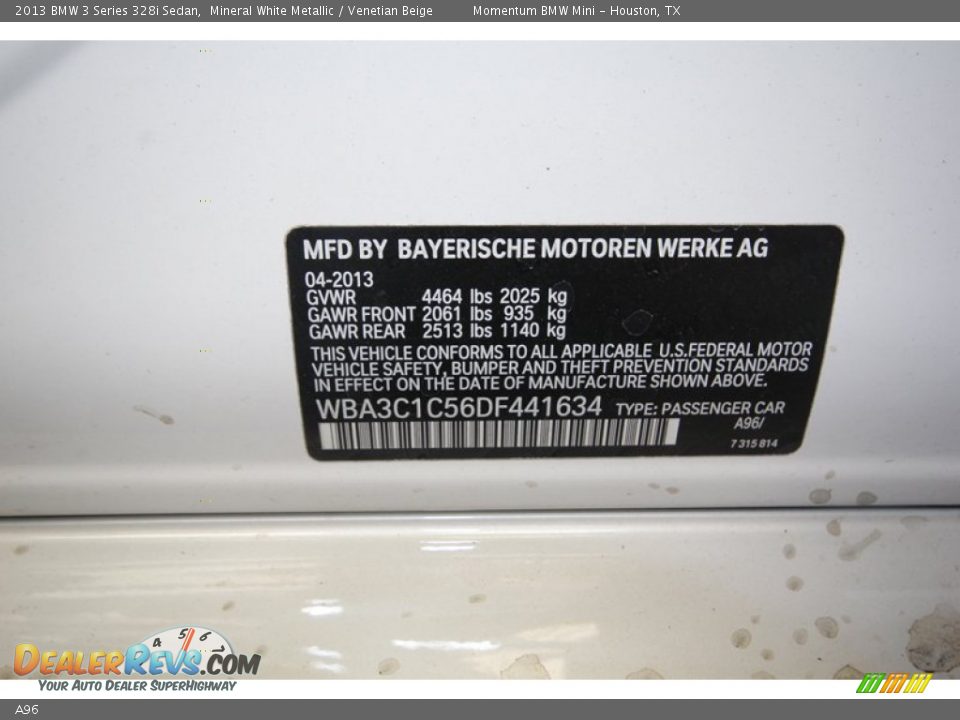 2013 BMW 3 Series 328i Sedan, Mineral White Metallic / Venetian Beige Momentum BMW Mini - Houston, TX
MFD BY BAYERISCHE MOTOREN WERKE AG
04-2013
GVWR 4464 lbs 2025 kg
GAWR FRONT 2061 lbs 935 kg
GAWR REAR 2513 lbs 1140 kg
THIS VEHICLE CONFORMS TO ALL APPLICABLE U.S.FEDERAL MOTOR
VEHICLE SAFETY, BUMPER AND THEFT PREVENTION STANDARDS
IN EFFECT ON THE DATE OF MANUFACTURE SHOWN ABOVE.
WBA3C1C56DF441634 TYPE: PASSENGER CAR
A96/
7 315 814
4 5 6 7
DEALERREVS.COM
YOUR AUTO DEALER SUPERHIGHWAY
A96